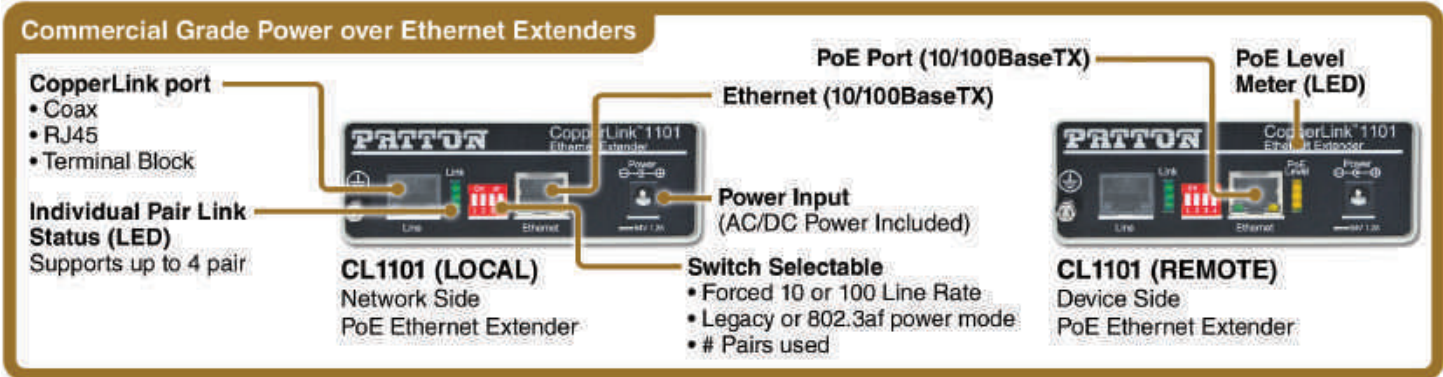 Commercial Grade Power over Ethernet Extenders
CopperLink port
• Coax
• RJ45
• Terminal Block
Individual Pair Link
Status (LED)
Supports up to 4 pair
PATTON
CopperLink™1101
Ethernet Extender
Link
Power
Line
Ethernet
CL1101 (LOCAL)
Network Side
PoE Ethernet Extender
Ethernet (10/100BaseTX)
Power Input
(AC/DC Power Included)
Switch Selectable
• Forced 10 or 100 Line Rate
• Legacy or 802.3af power mode
• # Pairs used
PoE Port (10/100BaseTX)
PoE Level
Meter (LED)
PATTON
CopperLink™1101
Ethernet Extender
Link
PoE
Level
Power
Line
Ethernet
CL1101 (REMOTE)
Device Side
PoE Ethernet Extender